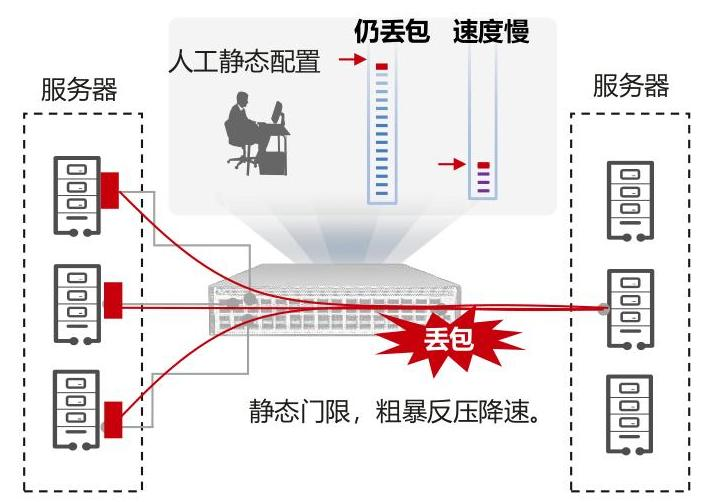 仍丢包 速度慢
人工静态配置
服务器
服务器
丢包
静态门限，粗暴反压降速。